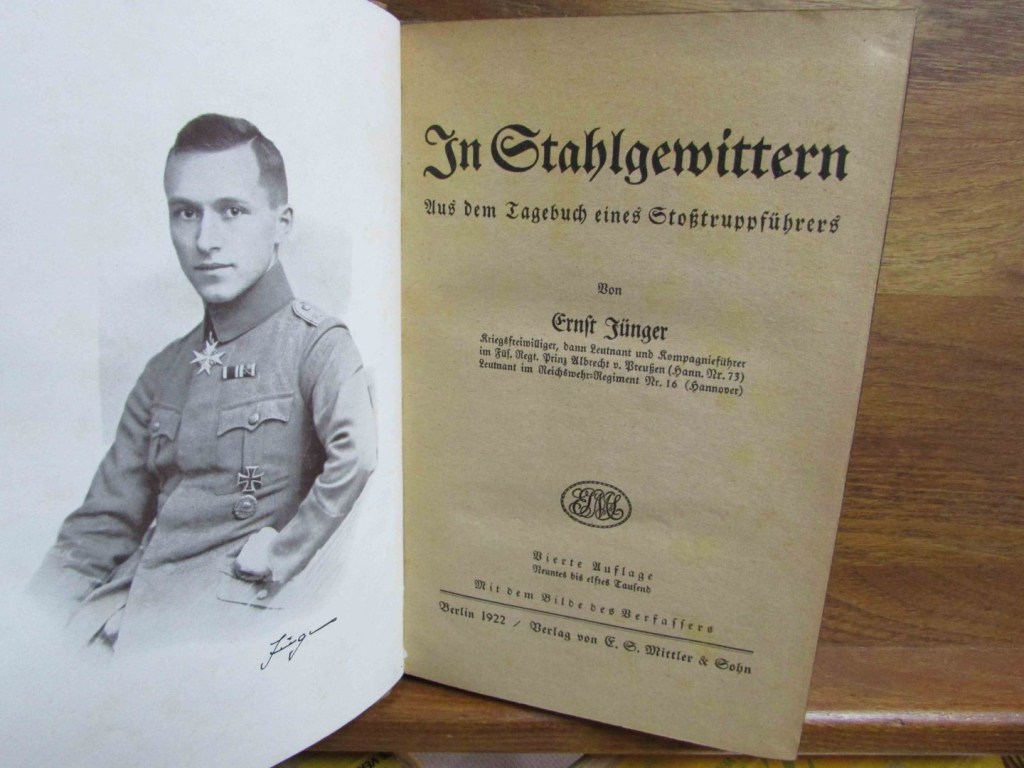 Jünger
In Stahlgewittern
Aus dem Tagebuch eines Stoßtruppführers
Von
Ernst Jünger
Kriegsfreiwilliger, dann Leutnant und Kompagnieführer
im Füs. Regt. Prinz Albrecht v. Preußen (Hann. Nr. 73)
Leutnant im Reichswehr-Regiment Nr. 16 (Hannover)
Vierte Auflage
Neuntes bis elftes Tausend
Mit dem Bilde des Verfassers
Berlin 1922 / Verlag von E. S. Mittler & Sohn